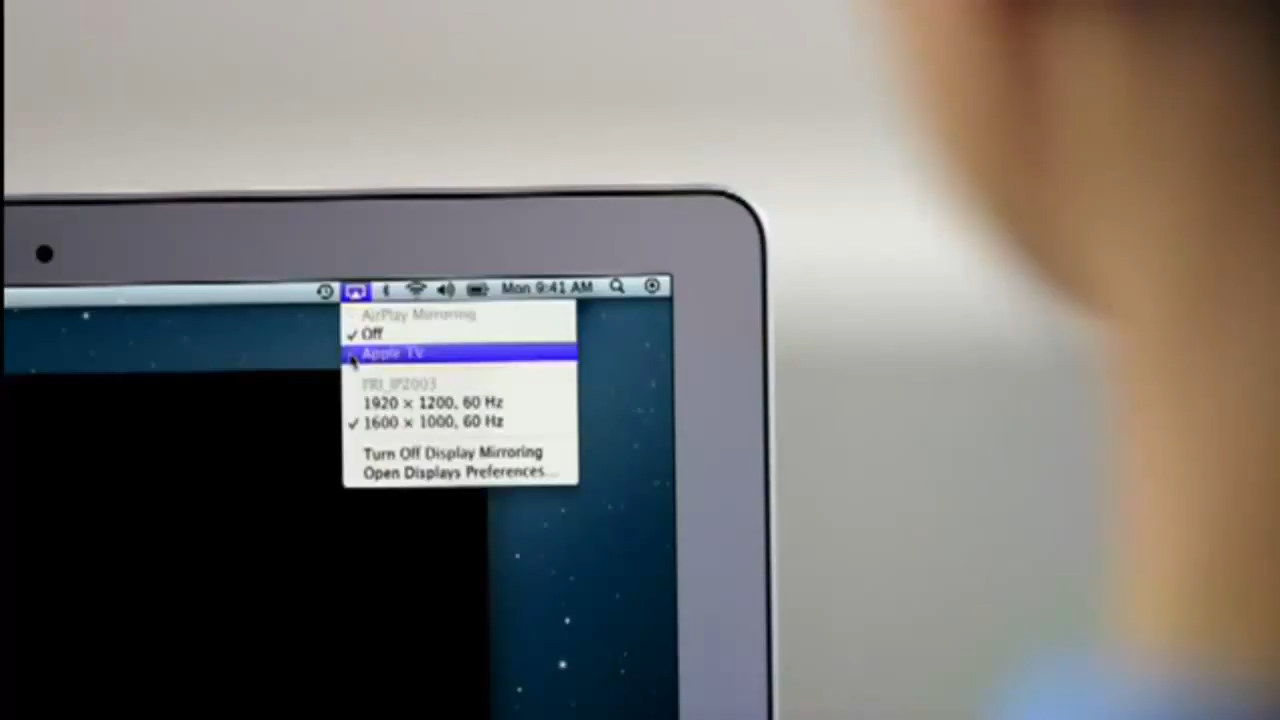 Mon 9:41 AM
AirPlay Mirroring
Off
Apple TV
1920 × 1200, 60 Hz
1600 × 1000, 60 Hz
Turn Off Display Mirroring
Open Displays Preferences...